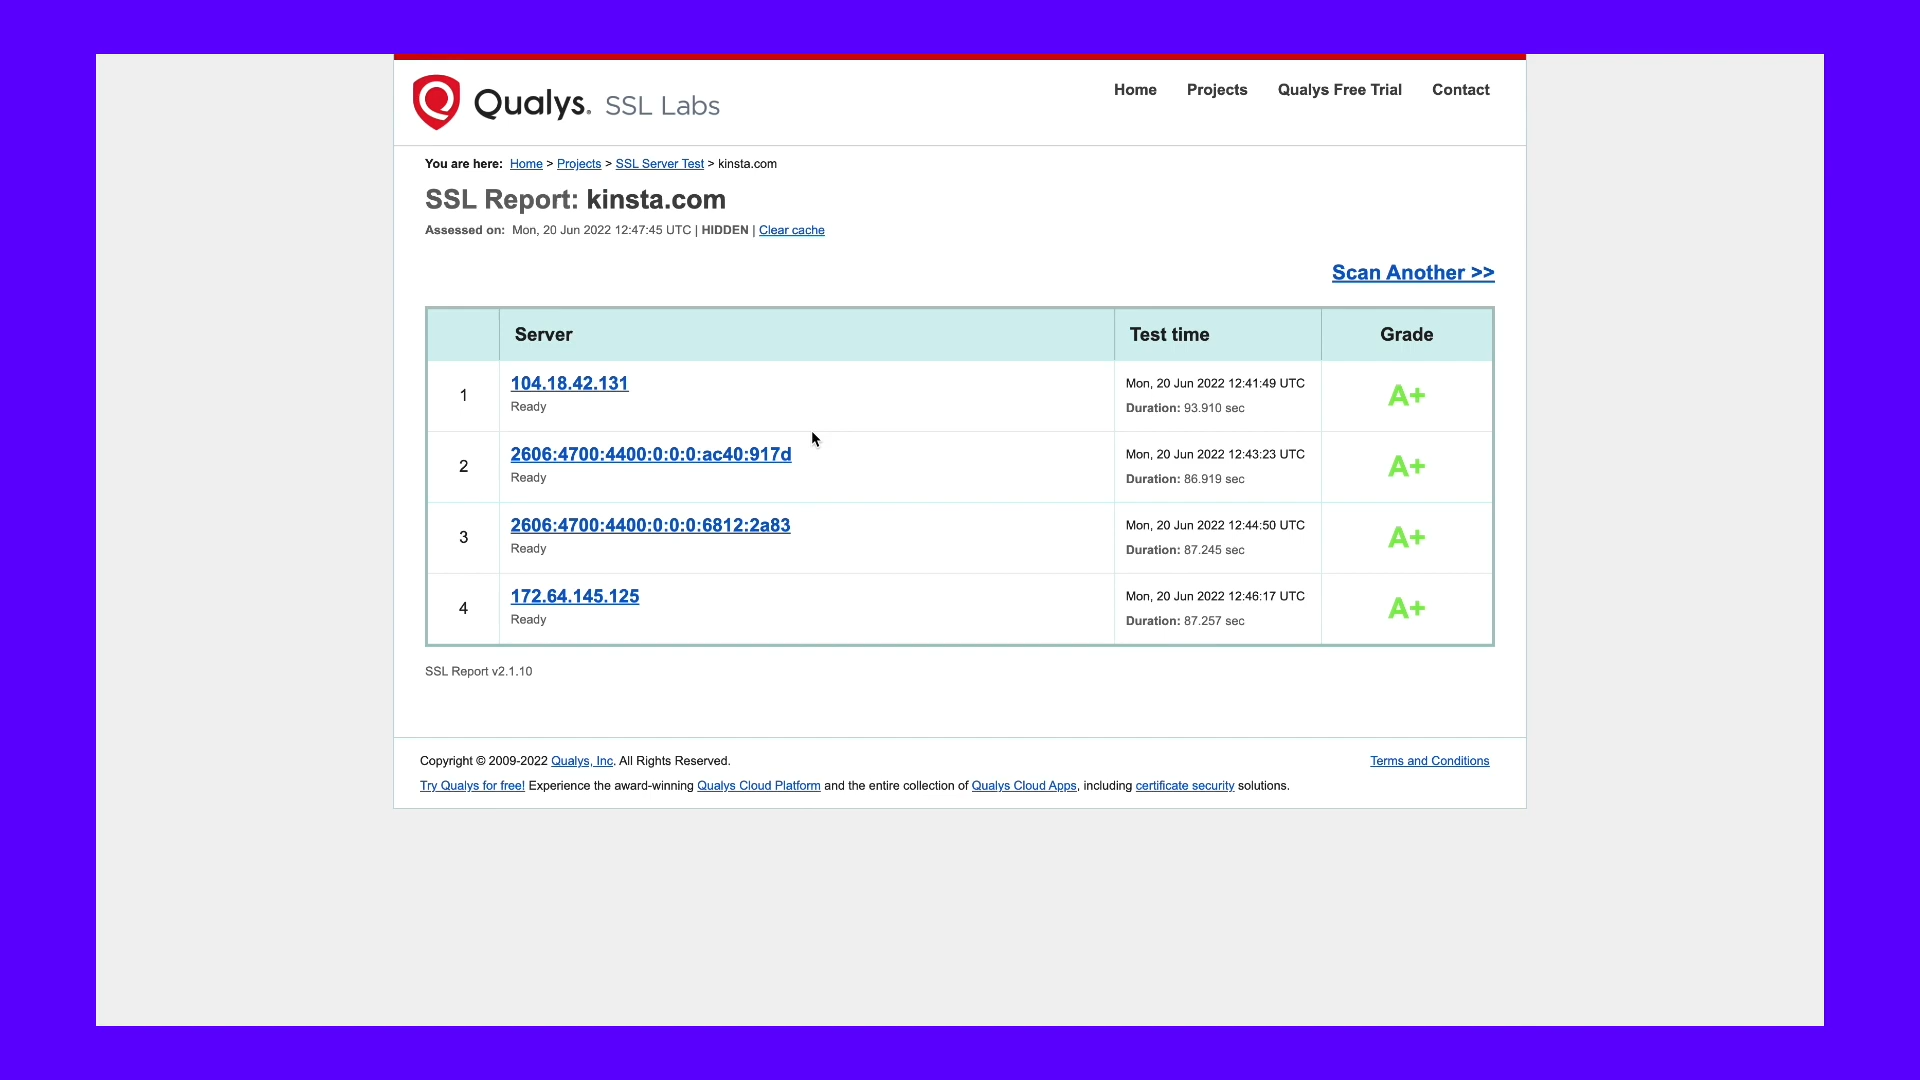 Qualys. SSL Labs
Home Projects Qualys Free Trial Contact
You are here: Home > Projects > SSL Server Test > kinsta.com
SSL Report: kinsta.com
Assessed on: Mon, 20 Jun 2022 12:47:45 UTC | HIDDEN | Clear cache
Scan Another >>
Server Test time Grade
1 104.18.42.131 Mon, 20 Jun 2022 12:41:49 UTC A+
Ready Duration: 93.910 sec
2 2606:4700:4400:0:0:0:ac40:917d Mon, 20 Jun 2022 12:43:23 UTC A+
Ready Duration: 86.919 sec
3 2606:4700:4400:0:0:0:6812:2a83 Mon, 20 Jun 2022 12:44:50 UTC A+
Ready Duration: 87.245 sec
4 172.64.145.125 Mon, 20 Jun 2022 12:46:17 UTC A+
Ready Duration: 87.257 sec
SSL Report v2.1.10
Copyright © 2009-2022 Qualys, Inc. All Rights Reserved. Terms and Conditions
Try Qualys for free! Experience the award-winning Qualys Cloud Platform and the entire collection of Qualys Cloud Apps, including certificate security solutions.